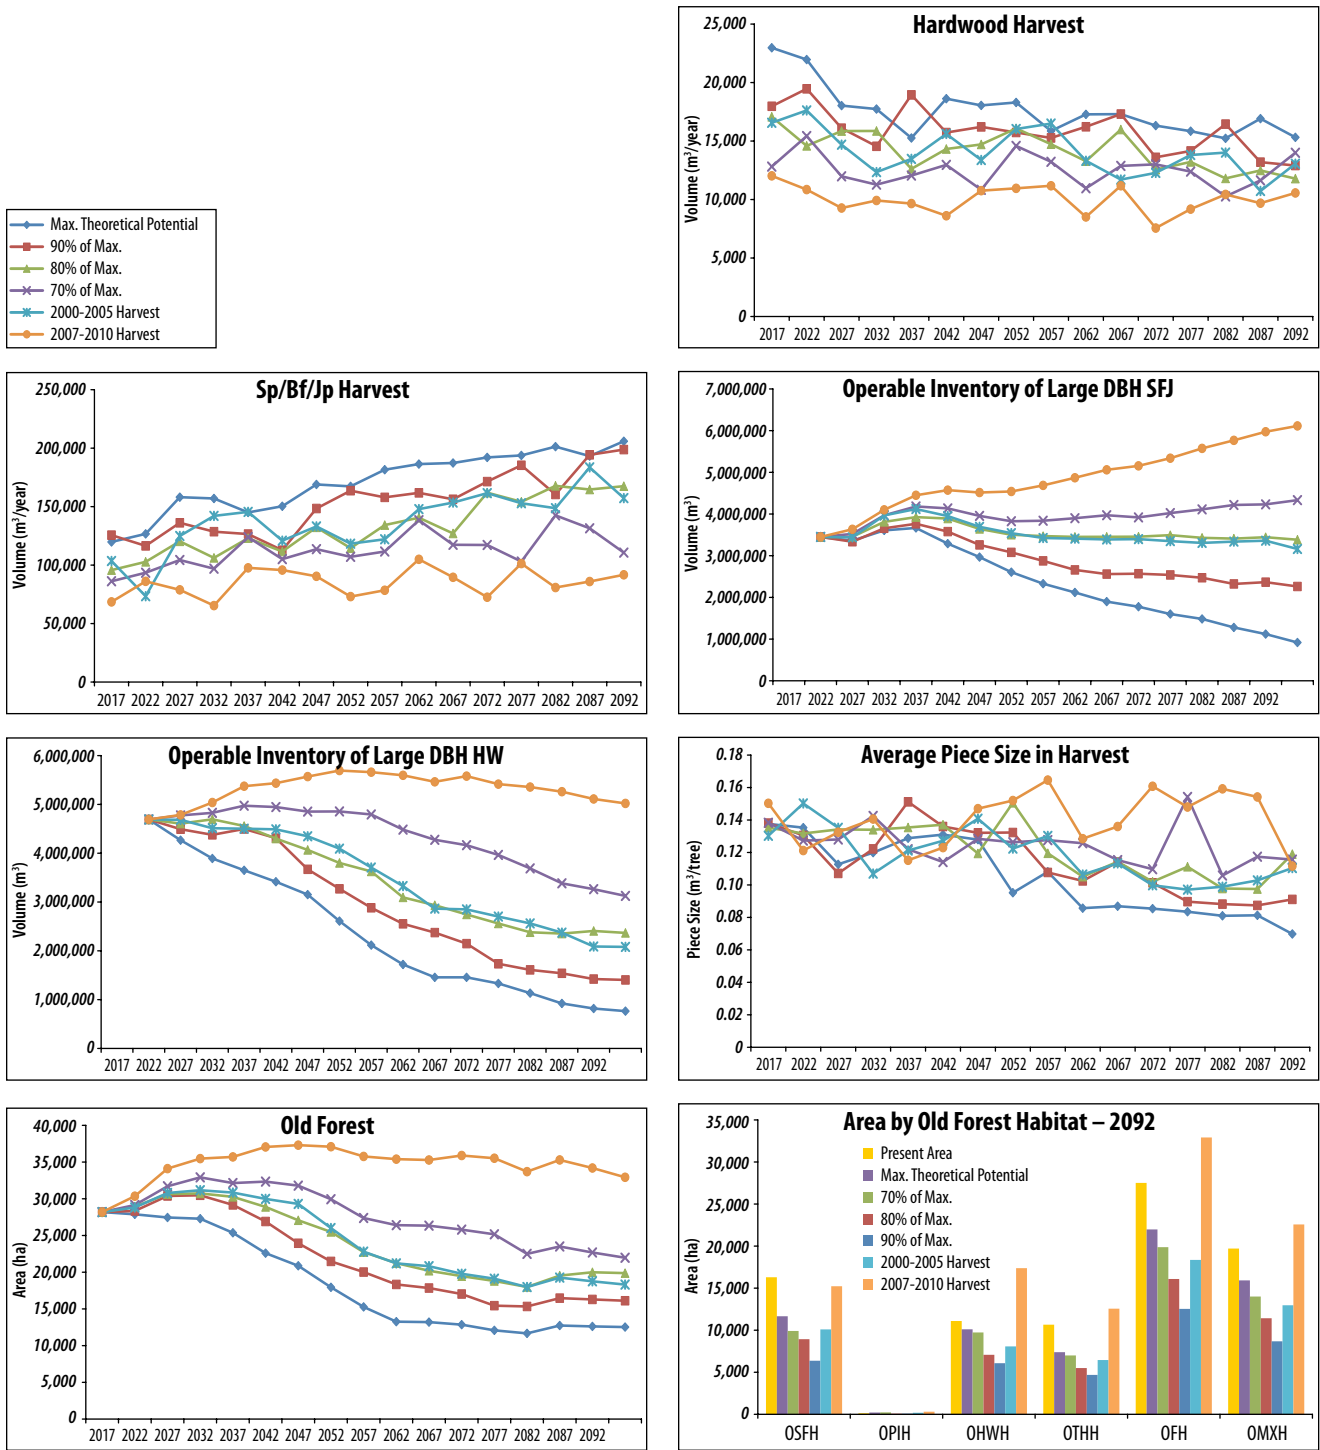 Hardwood Harvest
Volume (m³/year)
25,000
20,000
15,000
10,000
5,000
0
2017 2022 2027 2032 2037 2042 2047 2052 2057 2062 2067 2072 2077 2082 2087 2092
Max. Theoretical Potential
90% of Max.
80% of Max.
70% of Max.
2000-2005 Harvest
2007-2010 Harvest
Sp/Bf/Jp Harvest
Volume (m³/year)
250,000
200,000
150,000
100,000
50,000
0
2017 2022 2027 2032 2037 2042 2047 2052 2057 2062 2067 2072 2077 2082 2087 2092
Operable Inventory of Large DBH SFJ
Volume (m³)
7,000,000
6,000,000
5,000,000
4,000,000
3,000,000
2,000,000
1,000,000
0
2017 2022 2027 2032 2037 2042 2047 2052 2057 2062 2067 2072 2077 2082 2087 2092
Operable Inventory of Large DBH HW
Volume (m³)
6,000,000
5,000,000
4,000,000
3,000,000
2,000,000
1,000,000
0
2017 2022 2027 2032 2037 2042 2047 2052 2057 2062 2067 2072 2077 2082 2087 2092
Average Piece Size in Harvest
Piece Size (m³/tree)
0.18
0.16
0.14
0.12
0.10
0.08
0.06
0.04
0.02
0
2017 2022 2027 2032 2037 2042 2047 2052 2057 2062 2067 2072 2077 2082 2087 2092
Old Forest
Area (ha)
40,000
35,000
30,000
25,000
20,000
15,000
10,000
5,000
0
2017 2022 2027 2032 2037 2042 2047 2052 2057 2062 2067 2072 2077 2082 2087 2092
Area by Old Forest Habitat – 2092
Area (ha)
35,000
30,000
25,000
20,000
15,000
10,000
5,000
0
Present Area
Max. Theoretical Potential
70% of Max.
80% of Max.
90% of Max.
2000-2005 Harvest
2007-2010 Harvest
OSFH OPIH OHWH OTHH OFH OMXH